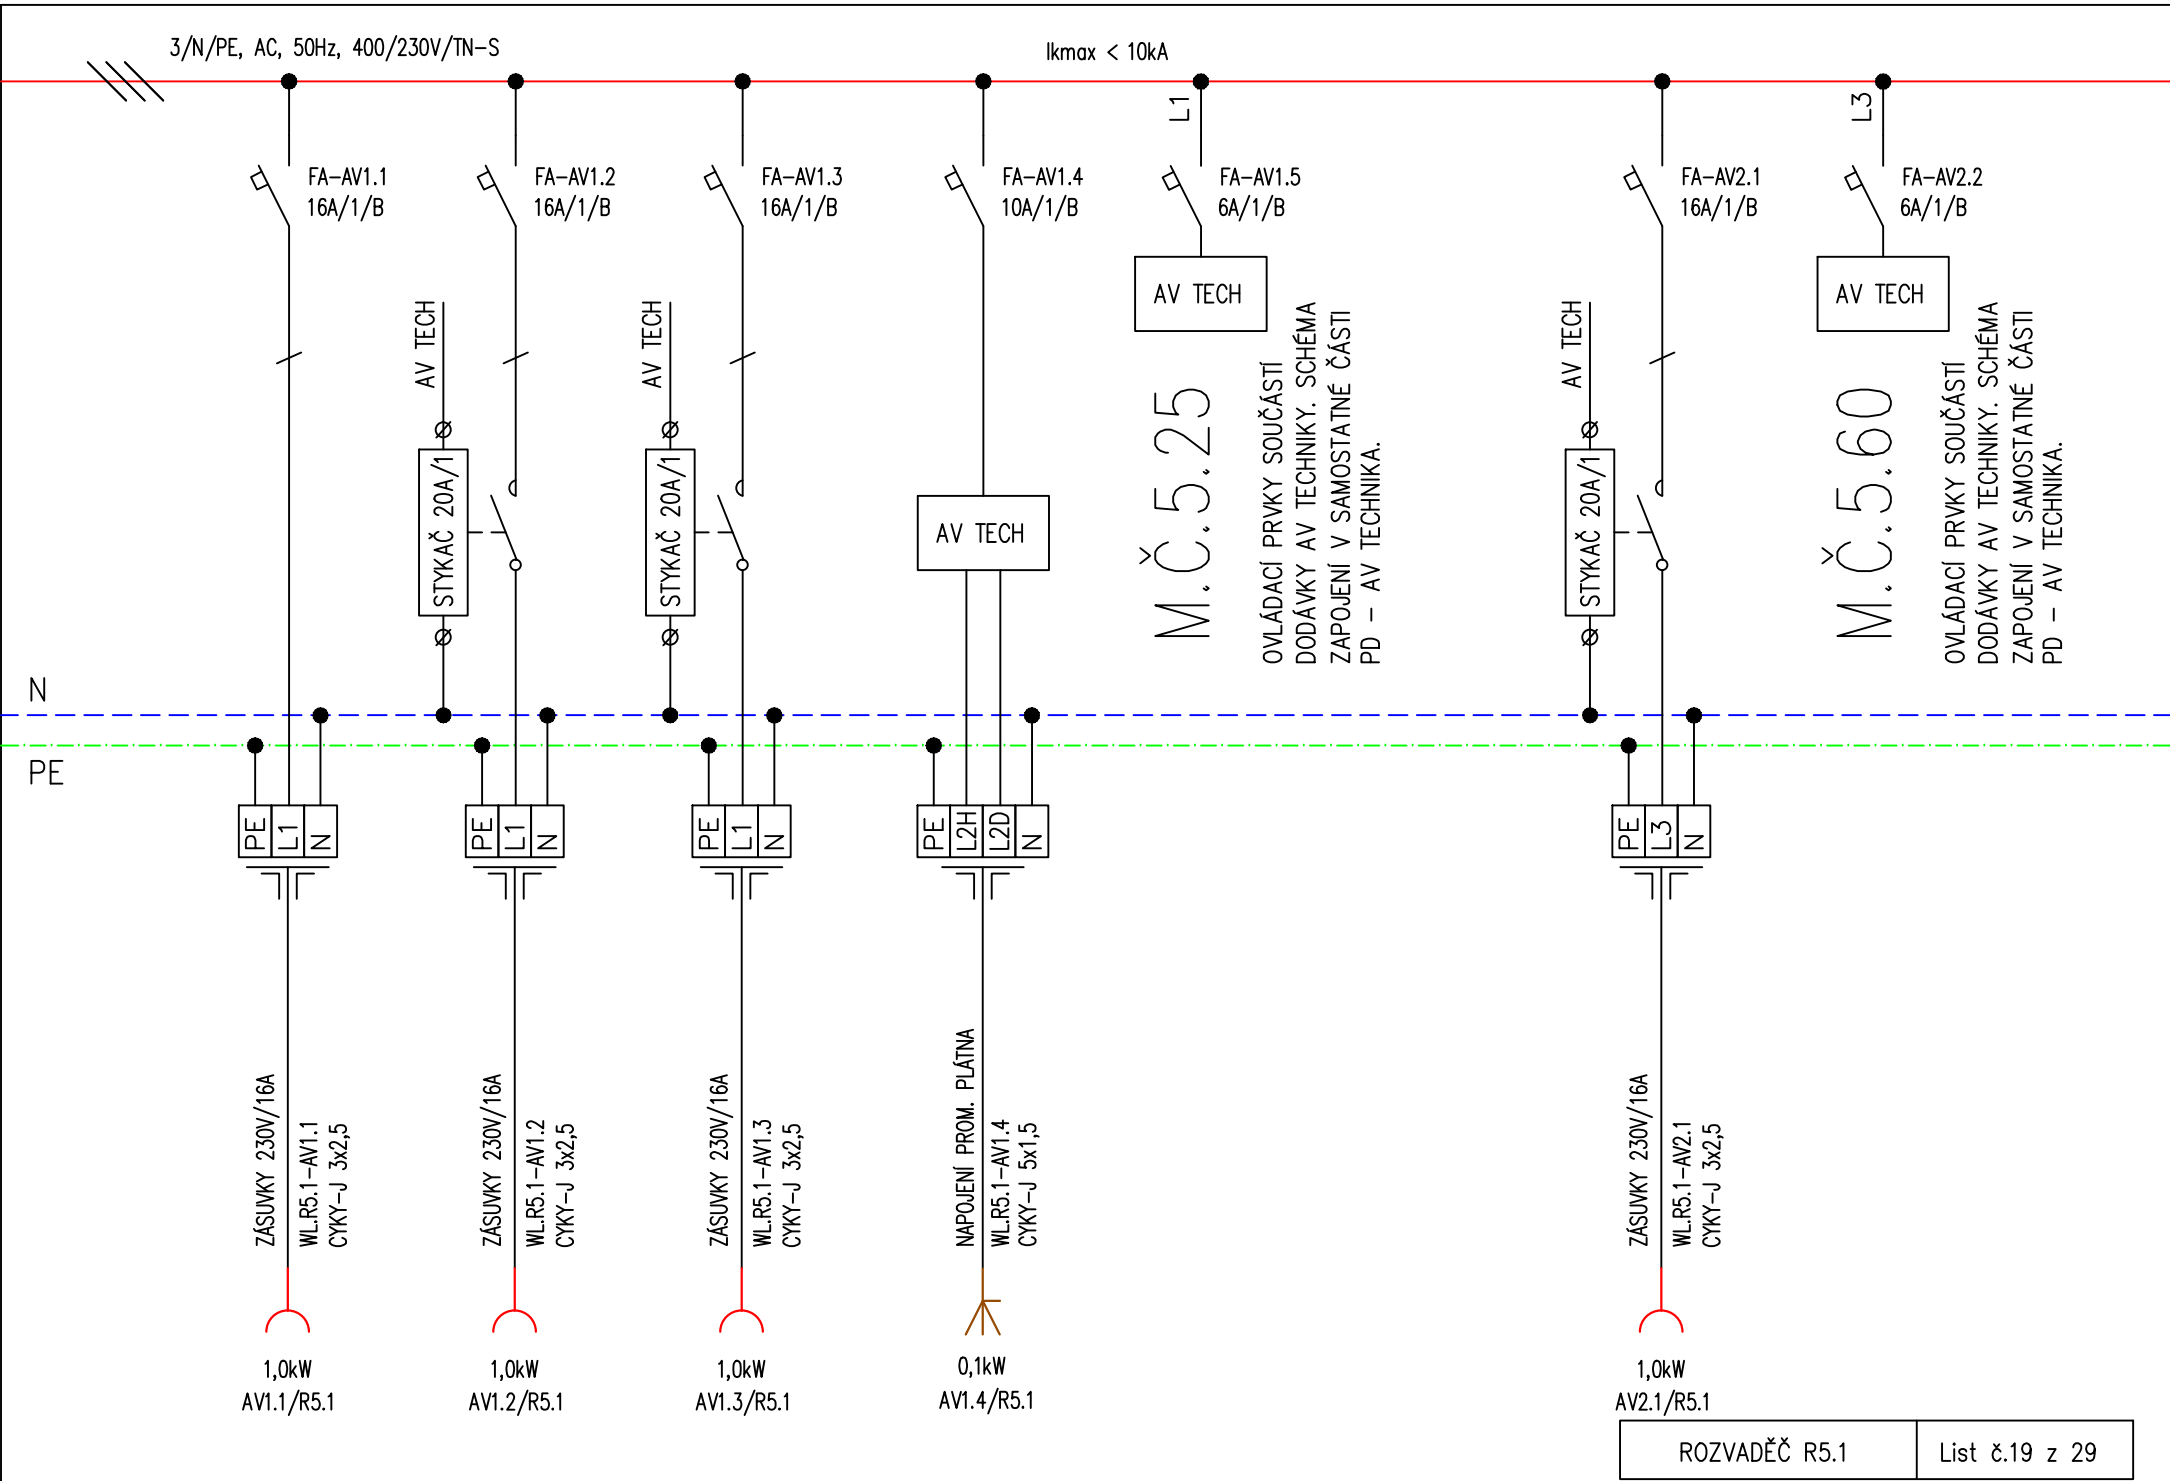 3/N/PE, AC, 50Hz, 400/230V/TN-S
Ikmax < 10kA
L1
L3
FA-AV1.1
16A/1/B
FA-AV1.2
16A/1/B
FA-AV1.3
16A/1/B
FA-AV1.4
10A/1/B
FA-AV1.5
6A/1/B
FA-AV2.1
16A/1/B
FA-AV2.2
6A/1/B
AV TECH
AV TECH
AV TECH
AV TECH
AV TECH
STYKAČ 20A/1
STYKAČ 20A/1
AV TECH
STYKAČ 20A/1
M.Č.5.25
OVLÁDACÍ PRVKY SOUČÁSTÍ
DODÁVKY AV TECHNIKY. SCHÉMA
ZAPOJENÍ V SAMOSTATNÉ ČÁSTI
PD - AV TECHNIKA.
M.Č.5.60
OVLÁDACÍ PRVKY SOUČÁSTÍ
DODÁVKY AV TECHNIKY. SCHÉMA
ZAPOJENÍ V SAMOSTATNÉ ČÁSTI
PD - AV TECHNIKA.
N
PE
PE L1 N
PE L1 N
PE L1 N
PE L2H L2D N
PE L3 N
ZÁSUVKY 230V/16A
WL.R5.1-AV1.1
CYKY-J 3x2,5
ZÁSUVKY 230V/16A
WL.R5.1-AV1.2
CYKY-J 3x2,5
ZÁSUVKY 230V/16A
WL.R5.1-AV1.3
CYKY-J 3x2,5
NAPOJENÍ PROM. PLÁTNA
WL.R5.1-AV1.4
CYKY-J 5x1,5
ZÁSUVKY 230V/16A
WL.R5.1-AV2.1
CYKY-J 3x2,5
1,0kW
AV1.1/R5.1
1,0kW
AV1.2/R5.1
1,0kW
AV1.3/R5.1
0,1kW
AV1.4/R5.1
1,0kW
AV2.1/R5.1
ROZVADĚČ R5.1
List č.19 z 29